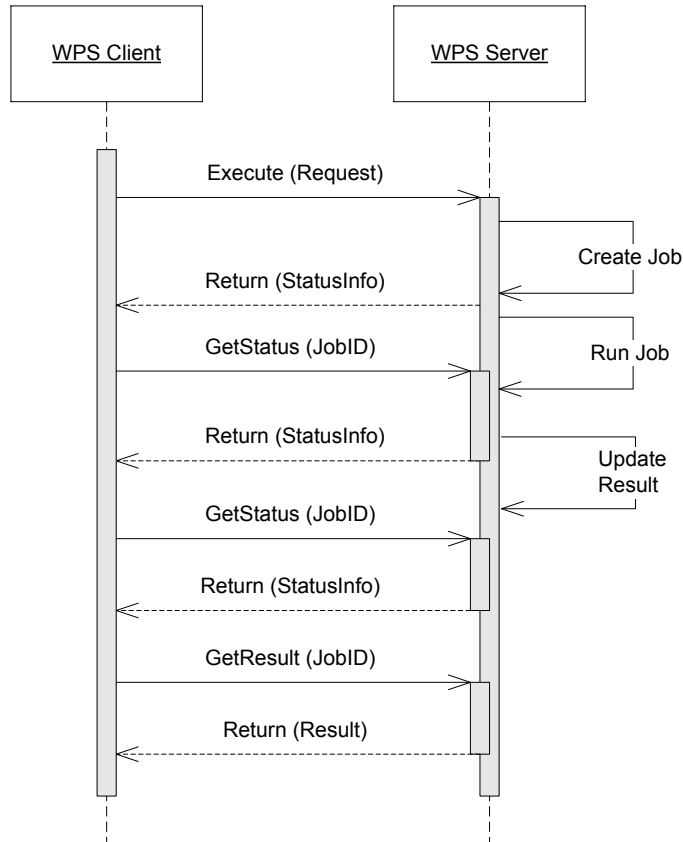 WPS Client
WPS Server
Execute (Request)
Create Job
Return (StatusInfo)
Run Job
GetStatus (JobID)
Return (StatusInfo)
Update
Result
GetStatus (JobID)
Return (StatusInfo)
GetResult (JobID)
Return (Result)